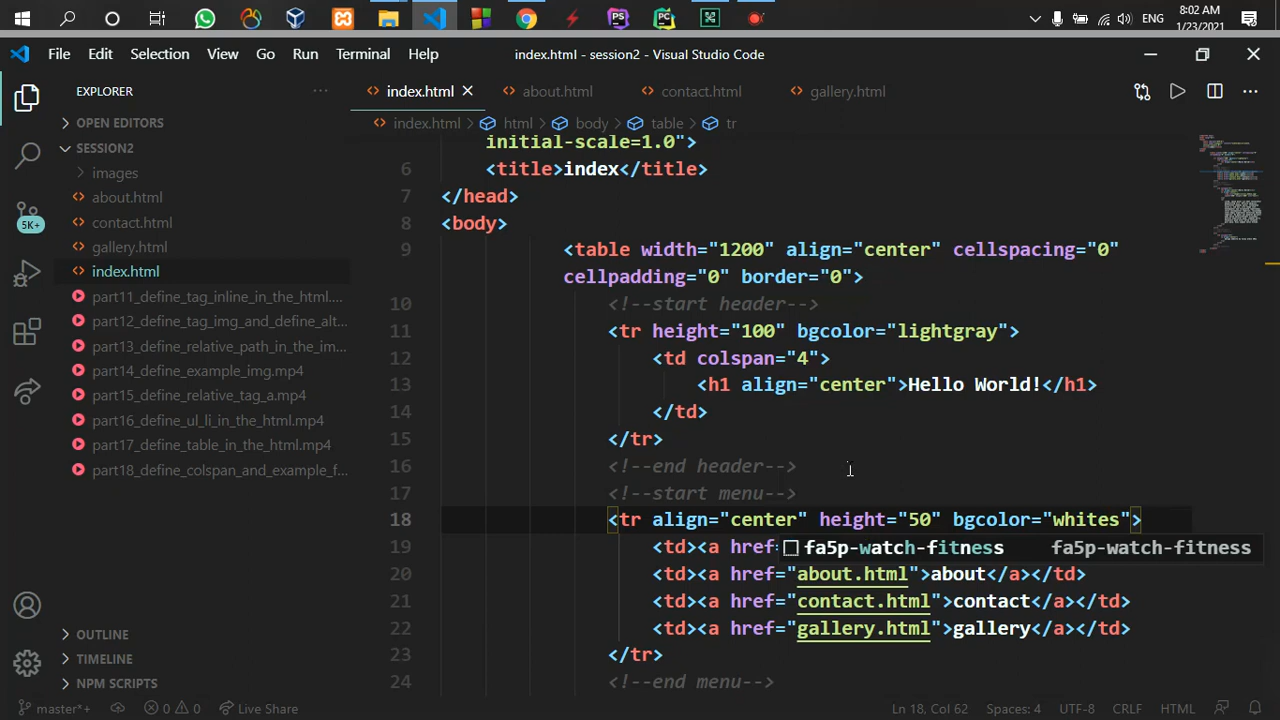 ENG
8:02 AM
1/23/2021
File Edit Selection View Go Run Terminal Help
index.html - session2 - Visual Studio Code
EXPLORER
index.html
about.html
contact.html
gallery.html
OPEN EDITORS
index.html html body table tr
SESSION2
images
about.html
contact.html
gallery.html
index.html
part11_define_tag_inline_in_the_html....
part12_define_tag_img_and_define_alt...
part13_define_relative_path_in_the_im...
part14_define_example_img.mp4
part15_define_relative_tag_a.mp4
part16_define_ul_li_in_the_html.mp4
part17_define_table_in_the_html.mp4
part18_define_colspan_and_example_f...
5K+
OUTLINE
TIMELINE
NPM SCRIPTS
initial-scale=1.0">
6 <title>index</title>
7 </head>
8 <body>
9 <table width="1200" align="center" cellspacing="0"
cellpadding="0" border="0">
10 <!--start header-->
11 <tr height="100" bgcolor="lightgray">
12 <td colspan="4">
13 <h1 align="center">Hello World!</h1>
14 </td>
15 </tr>
16 <!--end header-->
17 <!--start menu-->
18 <tr align="center" height="50" bgcolor="whites">
19 <td><a href=
fa5p-watch-fitness fa5p-watch-fitness
20 <td><a href="about.html">about</a></td>
21 <td><a href="contact.html">contact</a></td>
22 <td><a href="gallery.html">gallery</a></td>
23 </tr>
24 <!--end menu-->
master*+ 0 0 Live Share Ln 18, Col 62 Spaces: 4 UTF-8 CRLF HTML